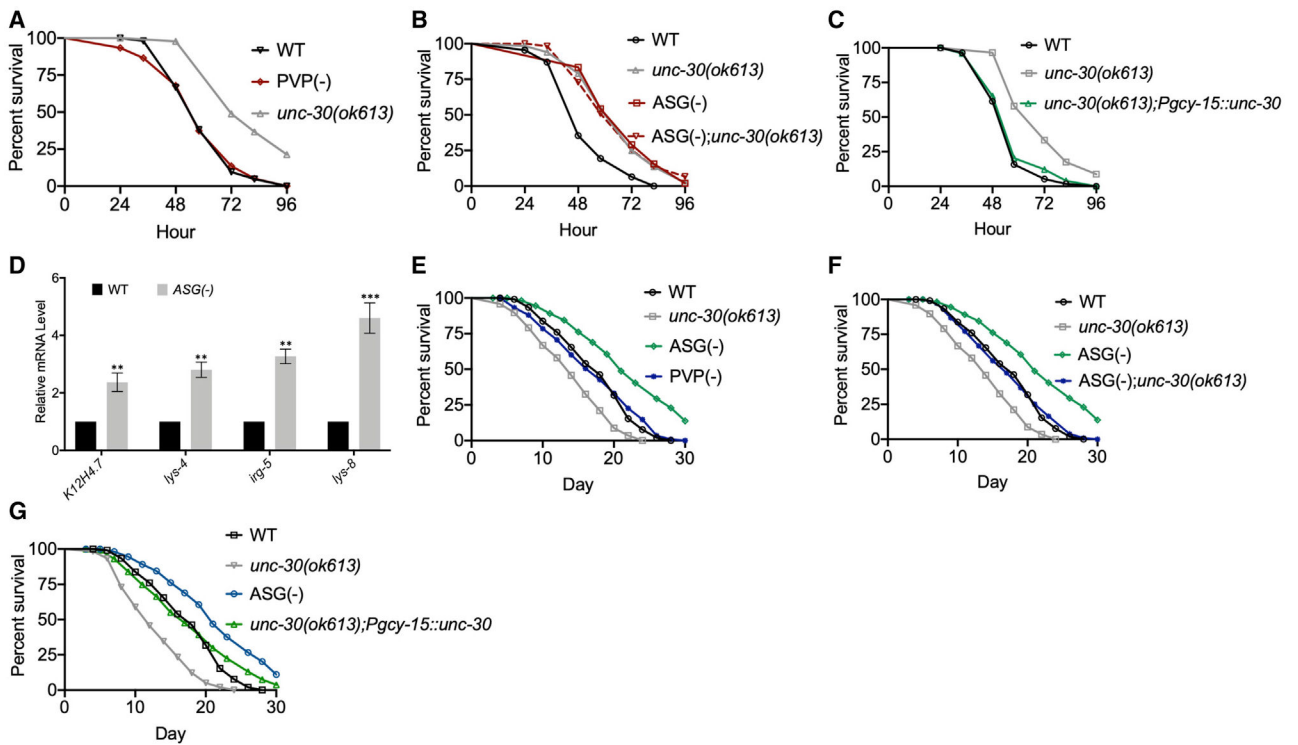 A
Percent survival
100
75
50
25
0
0 24 48 72 96
Hour
WT
PVP(-)
unc-30(ok613)
B
Percent survival
100
75
50
25
0
0 24 48 72 96
Hour
WT
unc-30(ok613)
ASG(-)
ASG(-);unc-30(ok613)
C
Percent survival
100
75
50
25
0
0 24 48 72 96
Hour
WT
unc-30(ok613)
unc-30(ok613);Pgcy-15::unc-30
D
Relative mRNA Level
6
4
2
0
WT ASG(-)
** ** ** ***
K12H4.7 lys-4 irg-5 lys-8
E
Percent survival
100
75
50
25
0
0 10 20 30
Day
WT
unc-30(ok613)
ASG(-)
PVP(-)
F
Percent survival
100
75
50
25
0
0 10 20 30
Day
WT
unc-30(ok613)
ASG(-)
ASG(-);unc-30(ok613)
G
Percent survival
100
75
50
25
0
0 10 20 30
Day
WT
unc-30(ok613)
ASG(-)
unc-30(ok613);Pgcy-15::unc-30